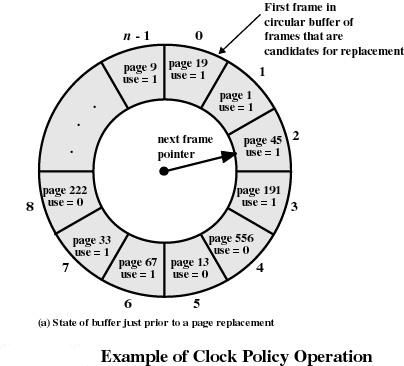 First frame in
circular buffer of
frames that are
candidates for replacement
n - 1
0
page 9
use = 1
page 19
use = 1
1
page 1
use = 1
2
page 45
use = 1
next frame
pointer
page 191
use = 1
3
page 556
use = 0
4
page 13
use = 0
5
page 67
use = 1
6
page 33
use = 1
7
page 222
use = 0
8
(a) State of buffer just prior to a page replacement
Example of Clock Policy Operation